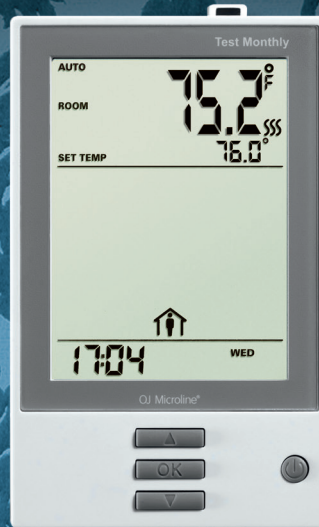 Test Monthly
AUTO
75.2°F
ROOM
SET TEMP 76.0°
17:04 WED
OJ Microline®
OK